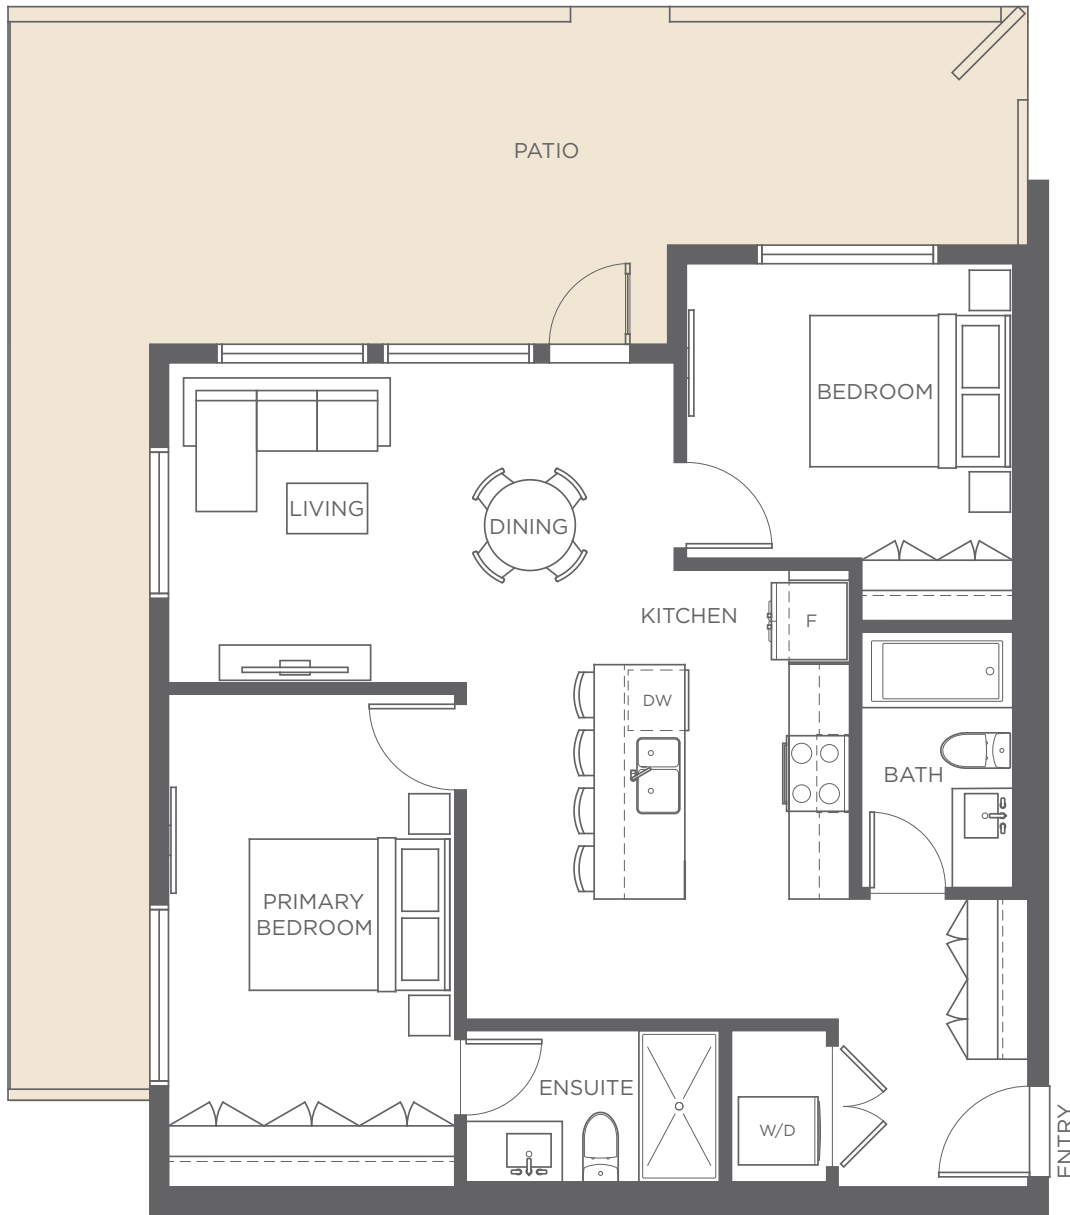 PATIO
BEDROOM
LIVING
DINING
KITCHEN
F
DW
BATH
PRIMARY
BEDROOM
ENSUITE
W/D
ENTRY